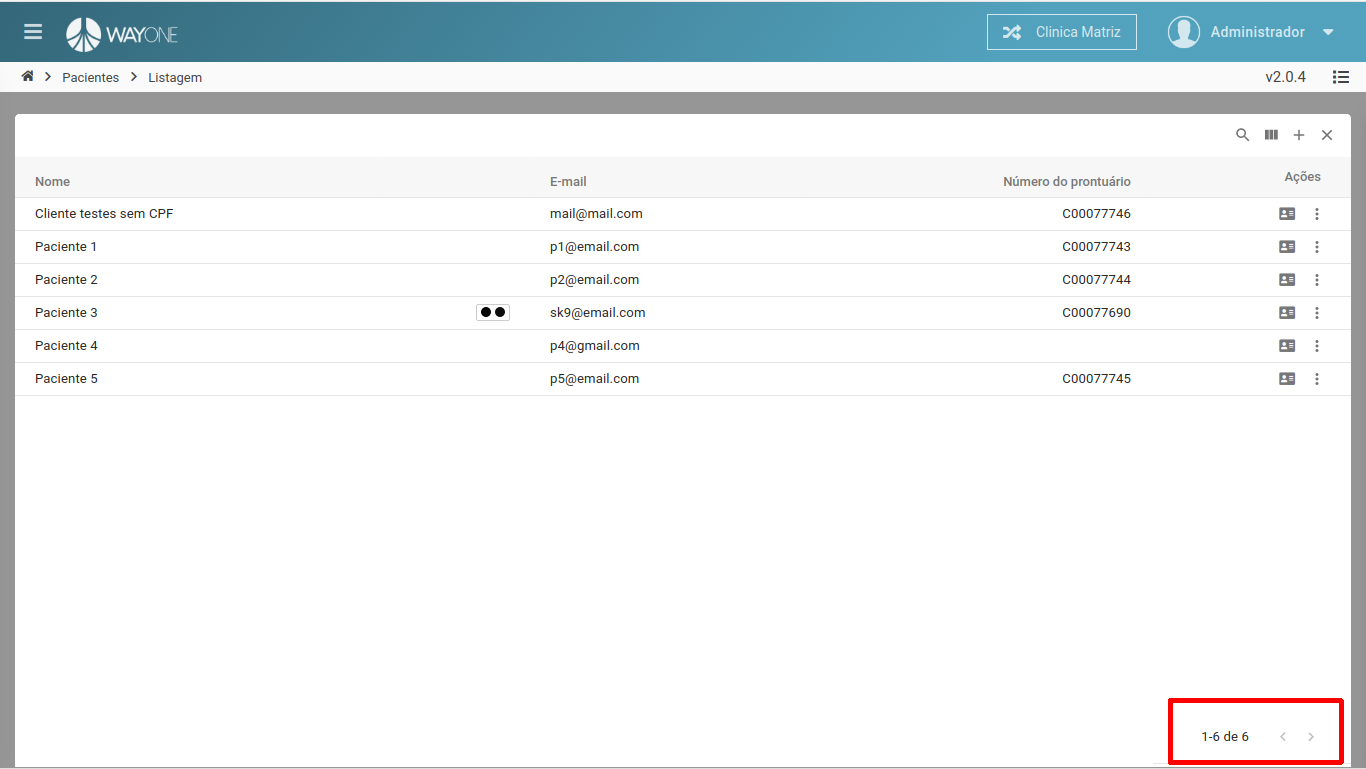 WAYONE
Clinica Matriz
Administrador
Pacientes
Listagem
v2.0.4
Nome E-mail Número do prontuário Ações
Cliente testes sem CPF mail@mail.com C00077746
Paciente 1 p1@email.com C00077743
Paciente 2 p2@email.com C00077744
Paciente 3 sk9@email.com C00077690
Paciente 4 p4@gmail.com
Paciente 5 p5@email.com C00077745
1-6 de 6